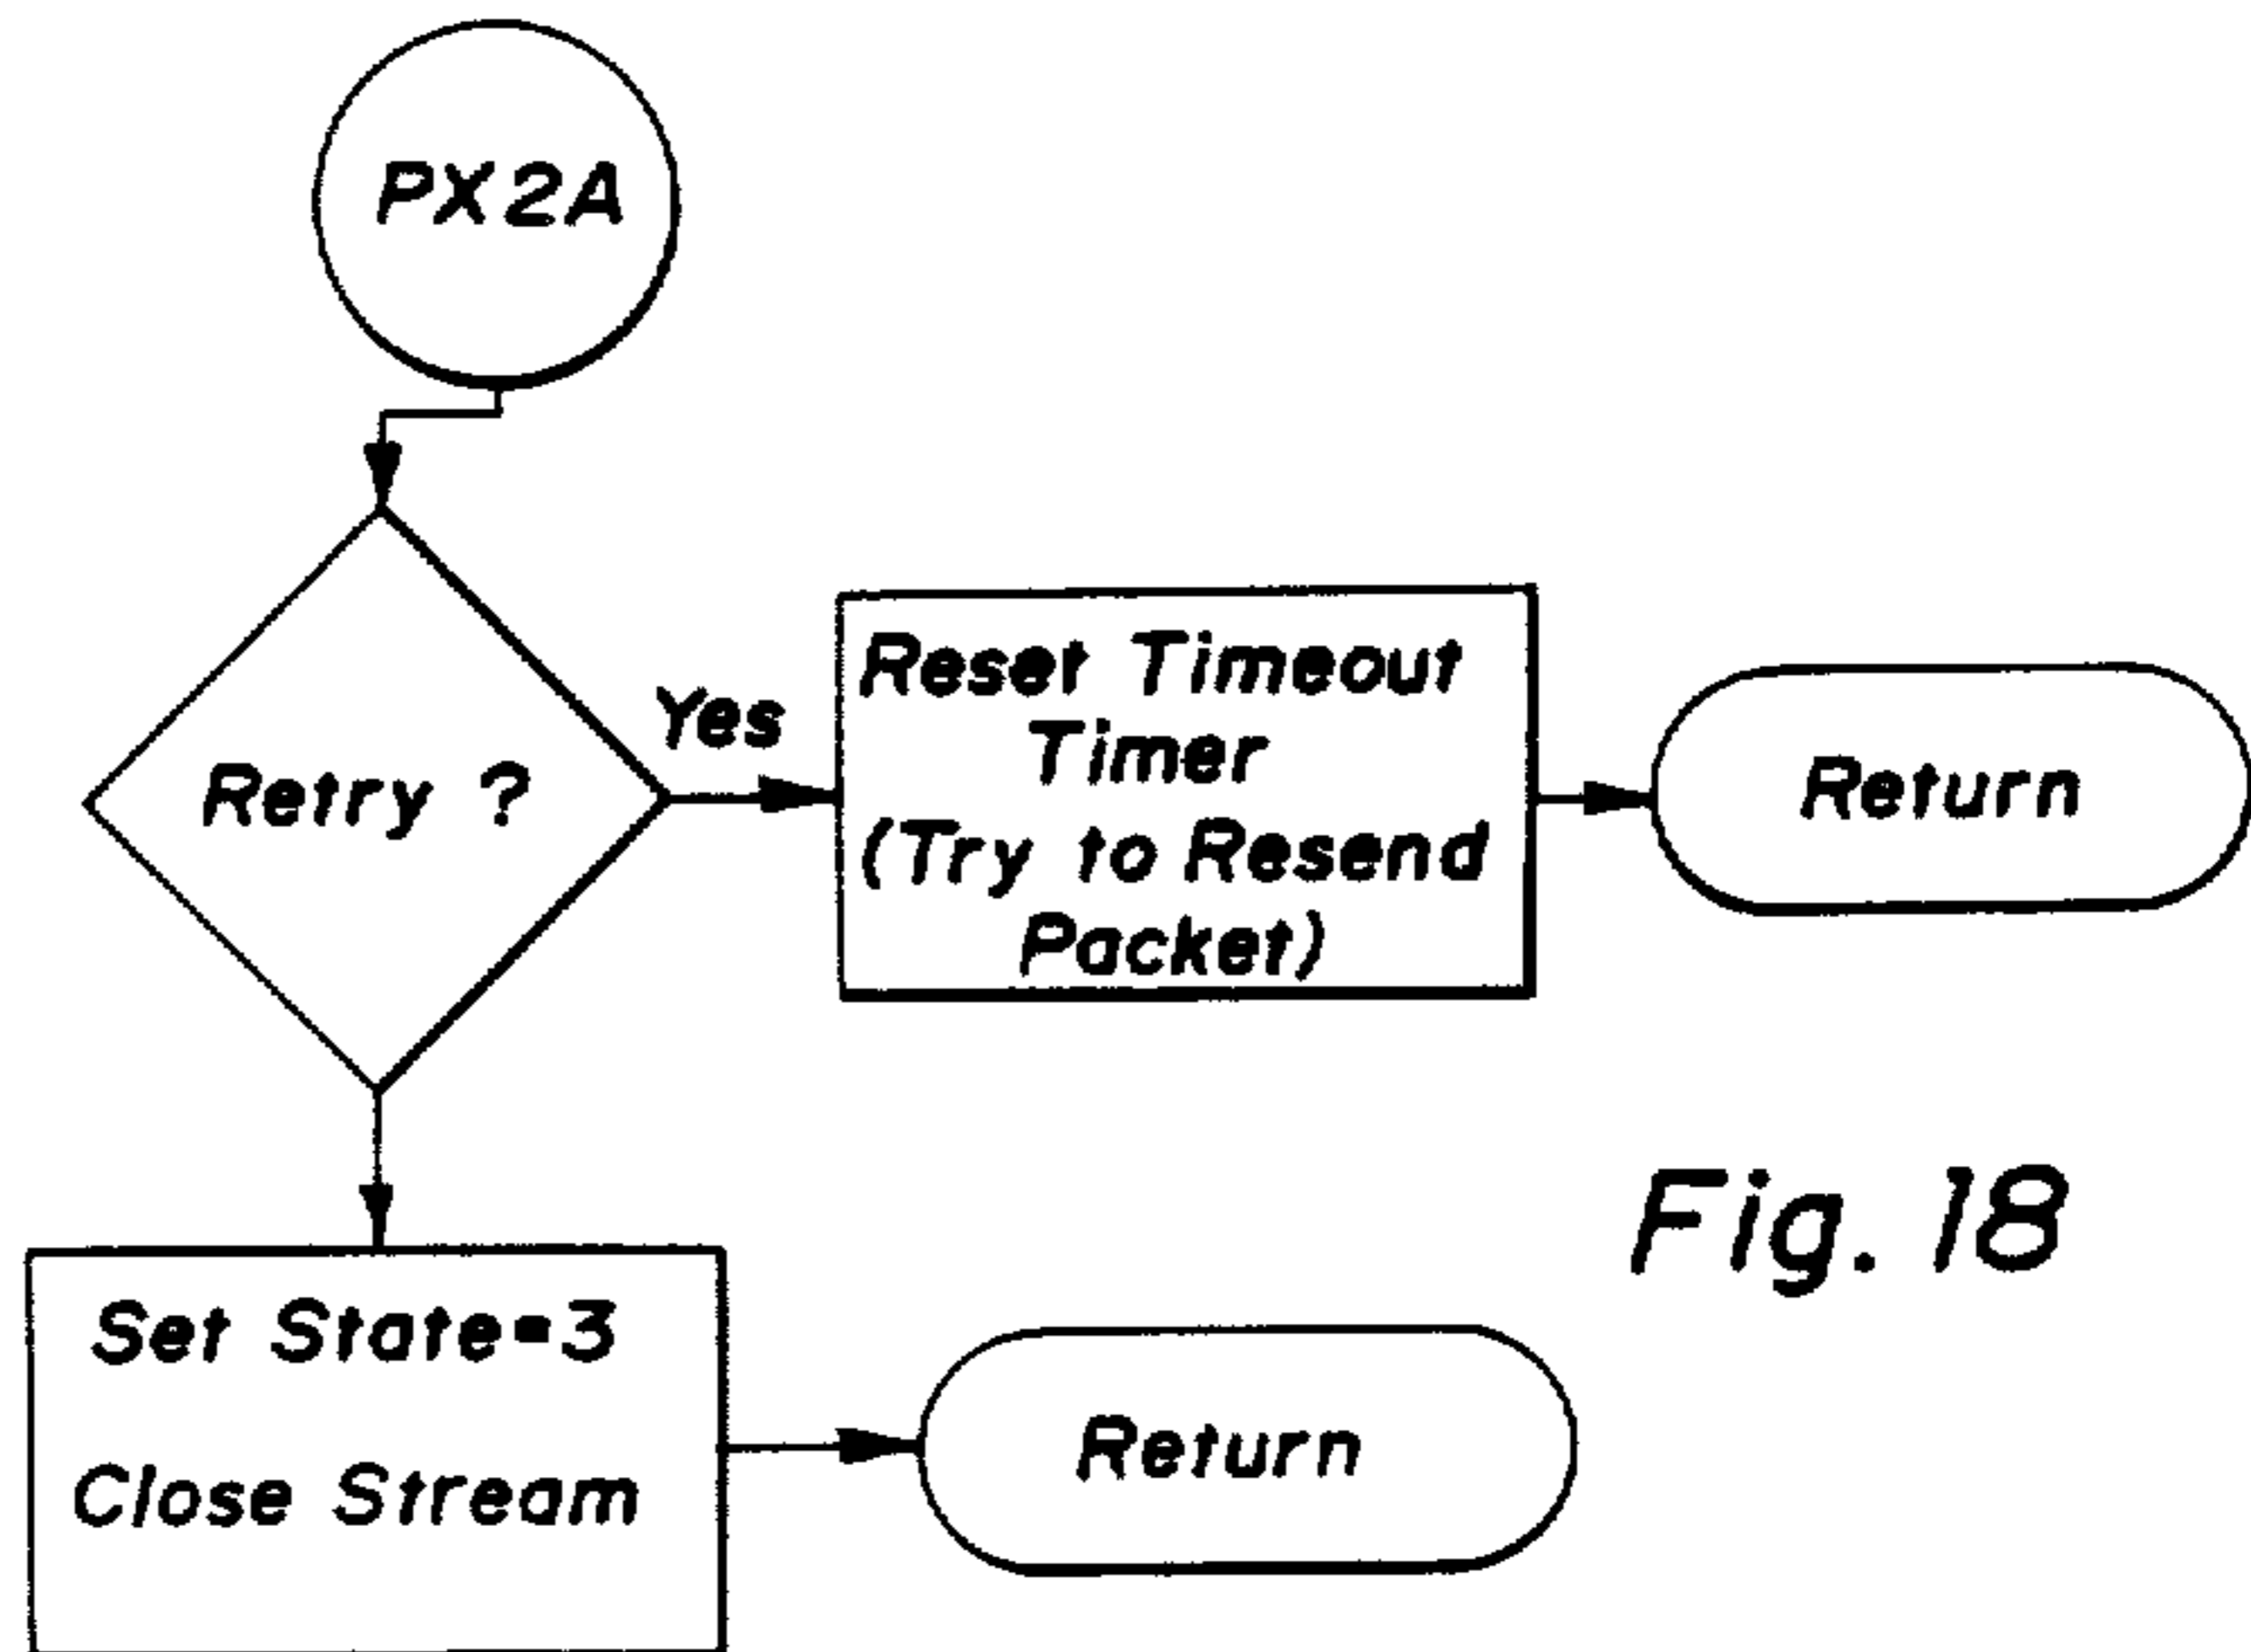 PX2A
Retry ?
Yes
Reset Timeout
Timer
(Try to Resend
Packet)
Return
Fig. 18
Set State=3
Close Stream
Return